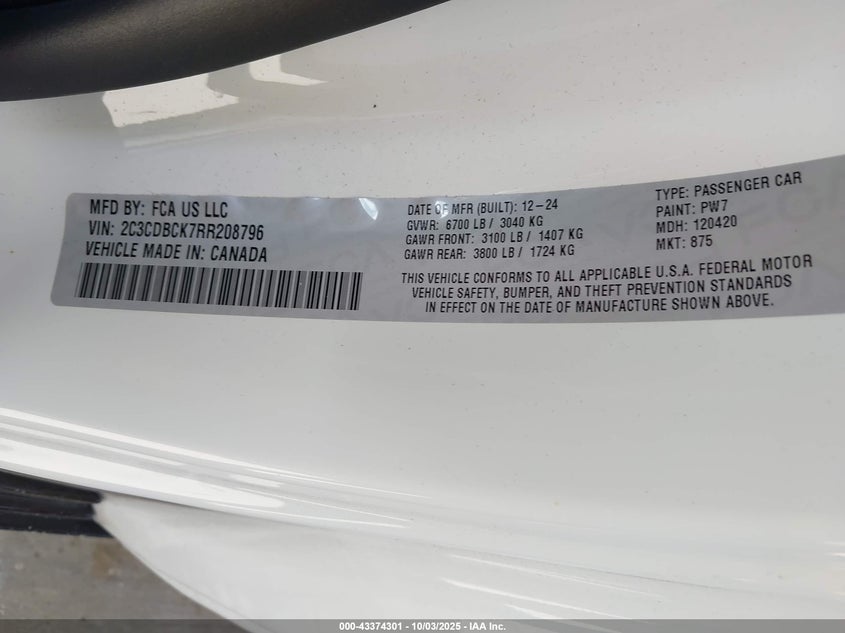 MFD BY: FCA US LLC
VIN: 2C3CDBCK7RR208796
VEHICLE MADE IN: CANADA
DATE OF MFR (BUILT): 12-24
GVWR: 6700 LB / 3040 KG
GAWR FRONT: 3100 LB / 1407 KG
GAWR REAR: 3800 LB / 1724 KG
TYPE: PASSENGER CAR
PAINT: PW7
MDH: 120420
MKT: 875
THIS VEHICLE CONFORMS TO ALL APPLICABLE U.S.A. FEDERAL MOTOR
VEHICLE SAFETY, BUMPER, AND THEFT PREVENTION STANDARDS
IN EFFECT ON THE DATE OF MANUFACTURE SHOWN ABOVE.
000-43374301 - 10/03/2025 - IAA Inc.